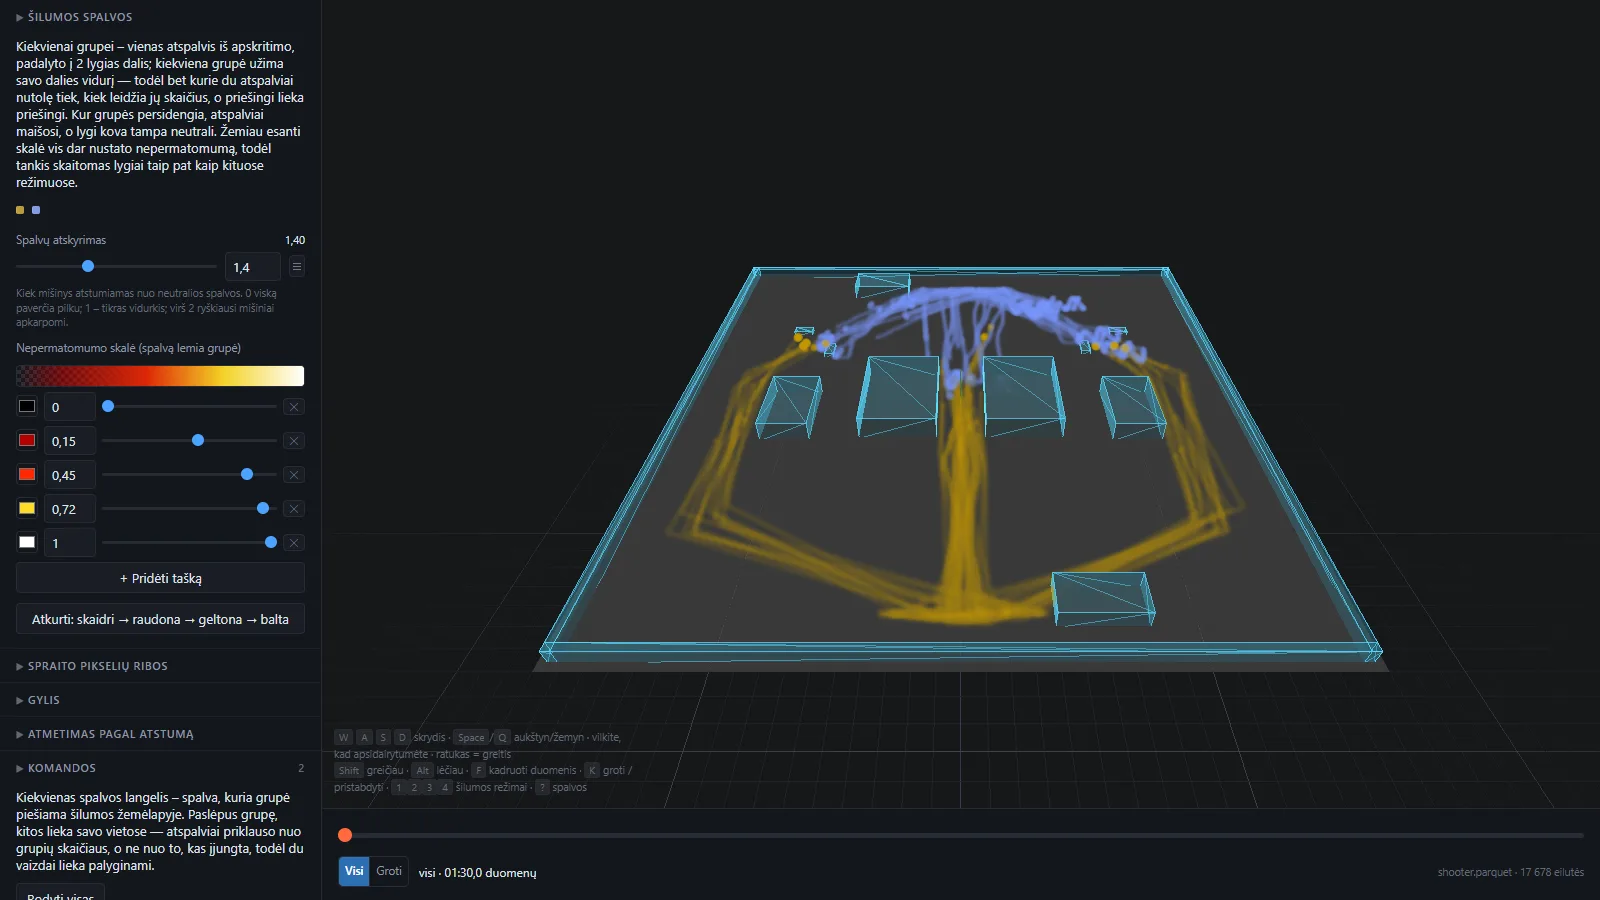 ▶ ŠILUMOS SPALVOS
Kiekvienai grupei – vienas atspalvis iš apskritimo,
padalyto į 2 lygias dalis; kiekviena grupė užima
savo dalies vidurį — todėl bet kurie du atspalviai
nutolę tiek, kiek leidžia jų skaičius, o priešingi lieka
priešingi. Kur grupės persidengia, atspalviai
maišosi, o lygi kova tampa neutrali. Žemiau esanti
skalė vis dar nustato nepermatomumą, todėl
tankis skaitomas lygiai taip pat kaip kituose
režimuose.
Spalvų atskyrimas 1,40
1,4
Kiek mišinys atstumiamas nuo neutralios spalvos. 0 viską
paverčia pilku; 1 – tikras vidurkis; virš 2 ryškiausi mišiniai
apkarpomi.
Nepermatomumo skalė (spalvą lemia grupė)
0
0,15
0,45
0,72
1
+ Pridėti tašką
Atkurti: skaidri → raudona → geltona → balta
▶ SPRAITO PIKSELIŲ RIBOS
▶ GYLIS
▶ ATMETIMAS PAGAL ATSTUMĄ
▶ KOMANDOS 2
Kiekvienas spalvos langelis – spalva, kuria grupė
piešiama šilumos žemėlapyje. Paslėpus grupę,
kitos lieka savo vietose — atspalviai priklauso nuo
grupių skaičiaus, o ne nuo to, kas įjungta, todėl du
vaizdai lieka palyginami.
Rodyti visas
W A S D skrydis · Space / Q aukštyn/žemyn · vilkite,
kad apsidairytumėte · ratukas = greitis
Shift greičiau · Alt lėčiau · F kadruoti duomenis · K groti /
pristabdyti · 1 2 3 4 šilumos režimai · ? spalvos
Visi Groti visi · 01:30,0 duomenų
shooter.parquet · 17 678 eilutės